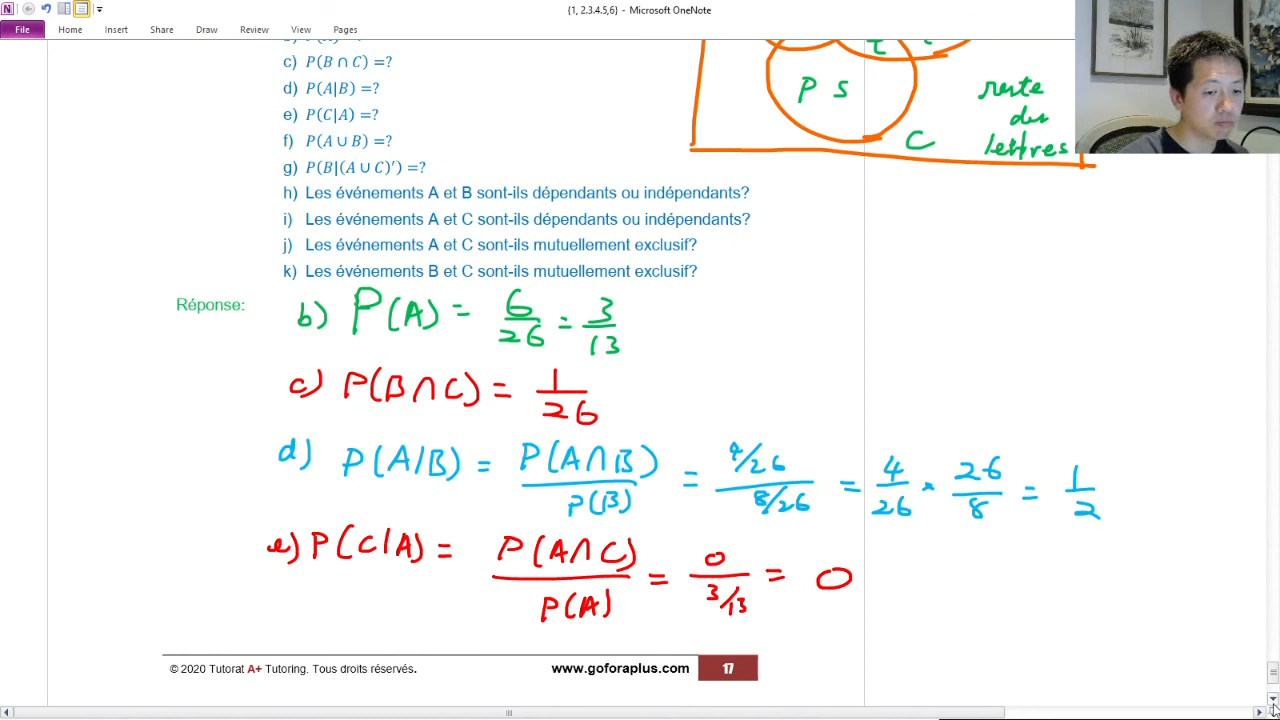 {1, 2.3.4.5,6} - Microsoft OneNote
File Home Insert Share Draw Review View Pages
c) P(B ∩ C) =?
d) P(A|B) =?
e) P(C|A) =?
f) P(A ∪ B) =?
g) P(B|(A ∪ C)′) =?
h) Les événements A et B sont-ils dépendants ou indépendants?
i) Les événements A et C sont-ils dépendants ou indépendants?
j) Les événements A et C sont-ils mutuellement exclusif?
k) Les événements B et C sont-ils mutuellement exclusif?
t
P S
C
reste
des
lettres
Réponse:
b) P(A) = 6/26 = 3/13
c) P(B ∩ C) = 1/26
d) P(A|B) = P(A ∩ B)/P(B) = 4/26 / 8/26 = 4/26 • 26/8 = 1/2
e) P(C|A) = P(A ∩ C)/P(A) = 0 / 3/13 = 0
© 2020 Tutorat A+ Tutoring. Tous droits réservés. www.goforaplus.com 17